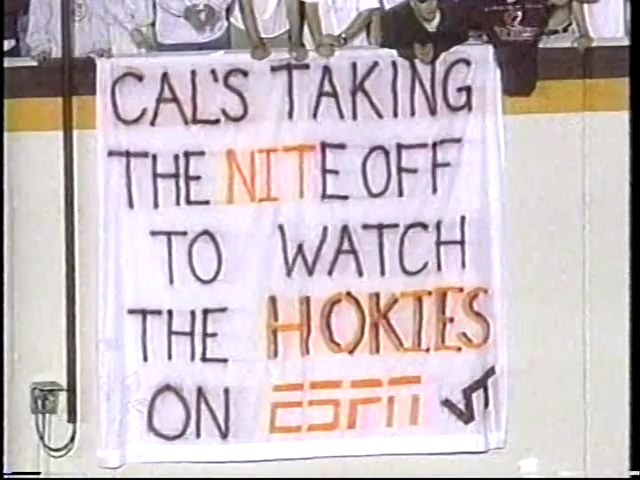 CAL'S TAKING
THE NITE OFF
TO WATCH
THE HOKIES
ON ESPN VT